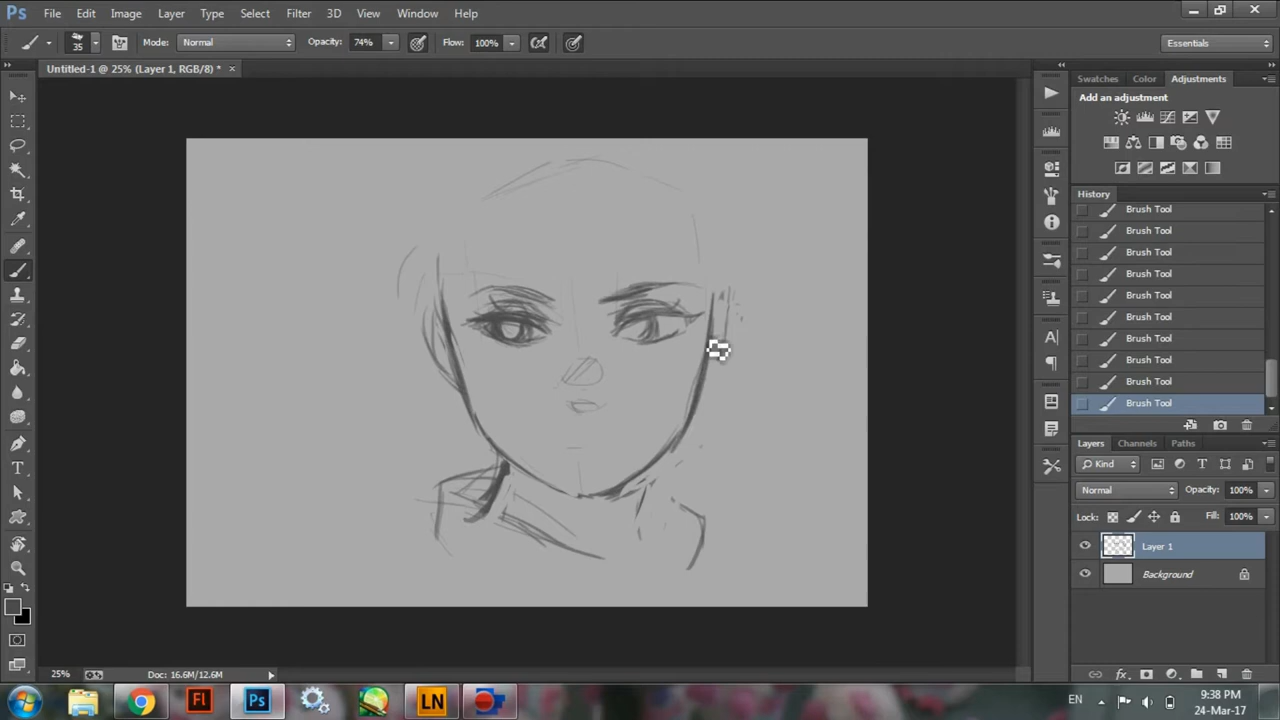 Ps File Edit Image Layer Type Select Filter 3D View Window Help
35 Mode: Normal Opacity: 74% Flow: 100% Essentials
Untitled-1 @ 25% (Layer 1, RGB/8) *
Swatches Color Adjustments
Add an adjustment
History
Brush Tool
Brush Tool
Brush Tool
Brush Tool
Brush Tool
Brush Tool
Brush Tool
Brush Tool
Brush Tool
Brush Tool
Layers Channels Paths
Kind
Normal Opacity: 100%
Lock: Fill: 100%
Layer 1
Background
25% Doc: 16.6M/12.6M
Fl Ps LN EN 9:38 PM
24-Mar-17